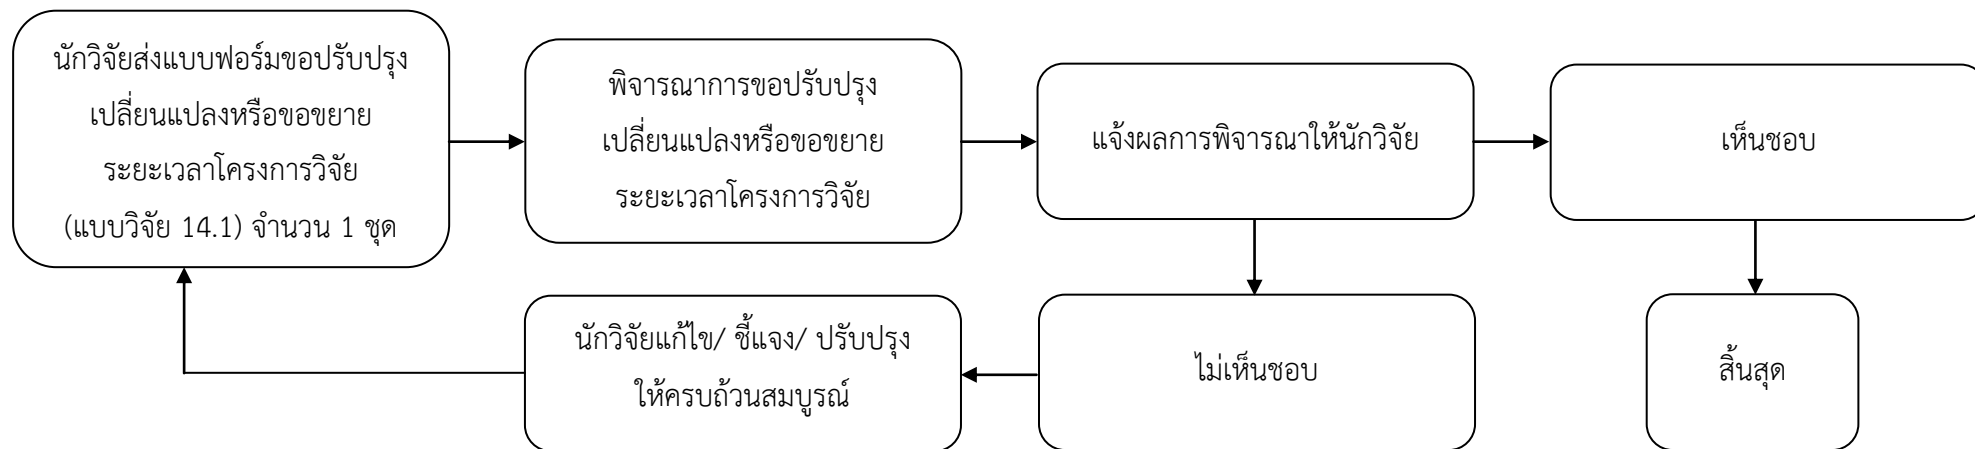 นักวิจัยส่งแบบฟอร์มขอปรับปรุง
เปลี่ยนแปลงหรือขอขยาย
ระยะเวลาโครงการวิจัย
(แบบวิจัย 14.1) จำนวน 1 ชุด
พิจารณาการขอปรับปรุง
เปลี่ยนแปลงหรือขอขยาย
ระยะเวลาโครงการวิจัย
แจ้งผลการพิจารณาให้นักวิจัย
เห็นชอบ
นักวิจัยแก้ไข/ ชี้แจง/ ปรับปรุง
ให้ครบถ้วนสมบูรณ์
ไม่เห็นชอบ
สิ้นสุด